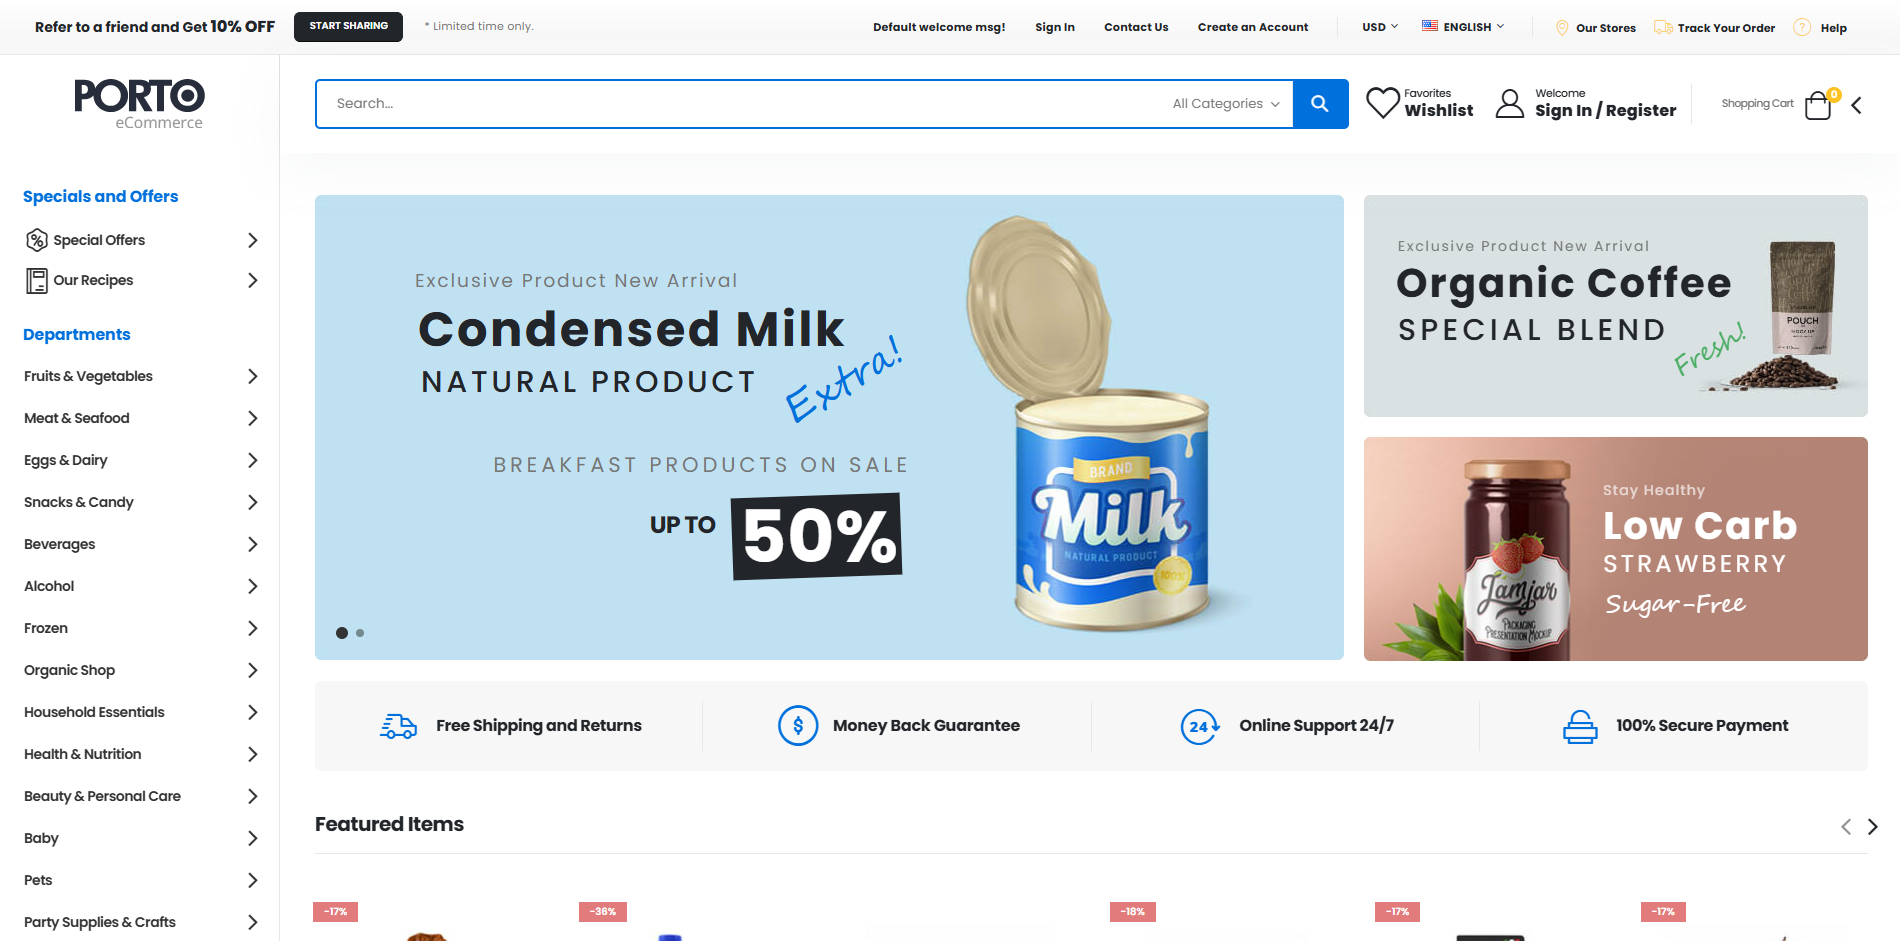 Refer to a friend and Get 10% OFF
START SHARING
* Limited time only.
Default welcome msg!
Sign In
Contact Us
Create an Account
USD
ENGLISH
Our Stores
Track Your Order
? Help
PORTO
eCommerce
Search...
All Categories
Favorites
Wishlist
Welcome
Sign In / Register
Shopping Cart
0
Specials and Offers
Special Offers
Our Recipes
Departments
Fruits & Vegetables
Meat & Seafood
Eggs & Dairy
Snacks & Candy
Beverages
Alcohol
Frozen
Organic Shop
Household Essentials
Health & Nutrition
Beauty & Personal Care
Baby
Pets
Party Supplies & Crafts
Exclusive Product New Arrival
Condensed Milk
NATURAL PRODUCT
Extra!
BREAKFAST PRODUCTS ON SALE
UP TO
50%
BRAND
Milk
NATURAL PRODUCT
100%
Exclusive Product New Arrival
Organic Coffee
SPECIAL BLEND
Fresh!
POUCH
MOCK UP
Stay Healthy
Low Carb
STRAWBERRY
Sugar-Free
Jamjar
PACKAGING
PRESENTATION MOCKUP
Free Shipping and Returns
$ Money Back Guarantee
24 Online Support 24/7
100% Secure Payment
Featured Items
-17%
-36%
-18%
-17%
-17%